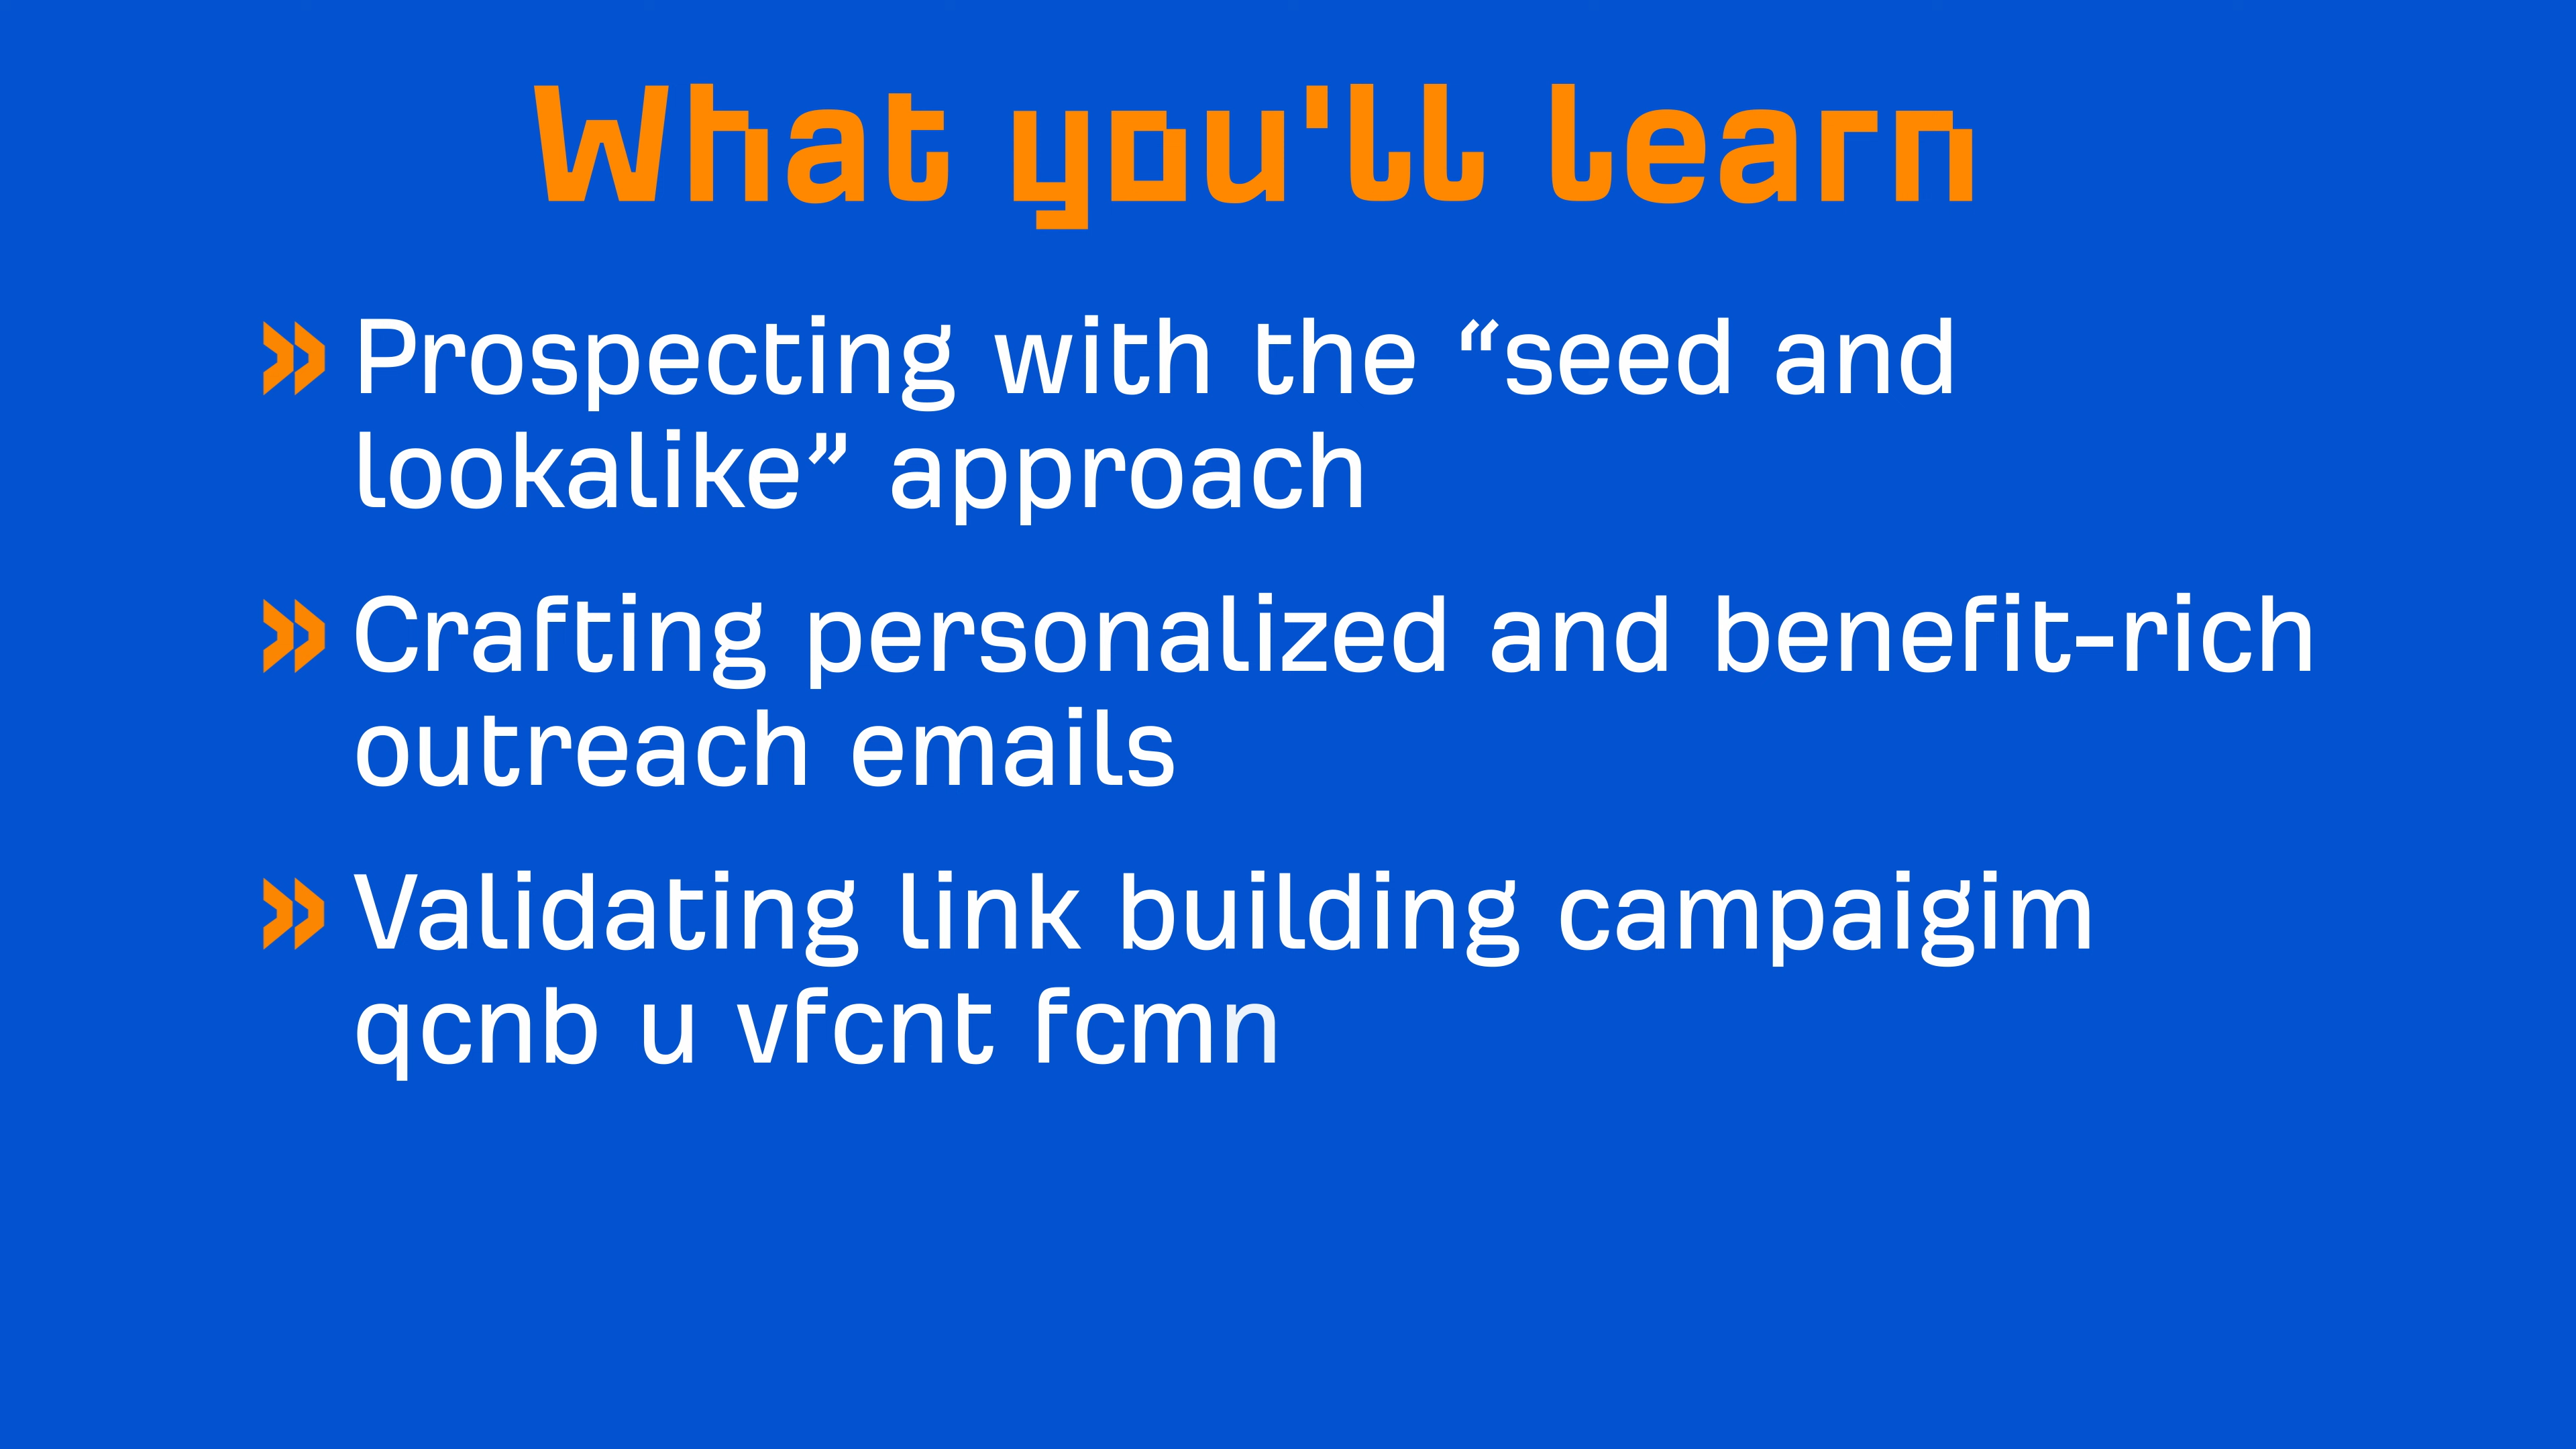 What you'll learn
» Prospecting with the “seed and
lookalike” approach
» Crafting personalized and benefit-rich
outreach emails
» Validating link building campaigim
qcnb u vfcnt fcmn